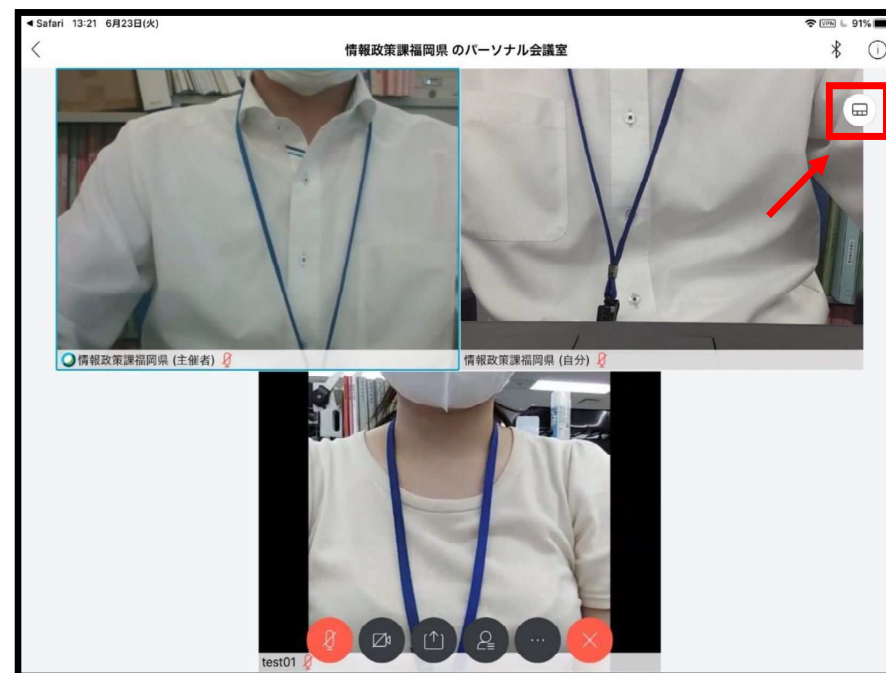 ◀ Safari 13:21 6月23日(火) VPN 91%
情報政策課福岡県 のパーソナル会議室
情報政策課福岡県 (主催者)
情報政策課福岡県 (自分)
test01